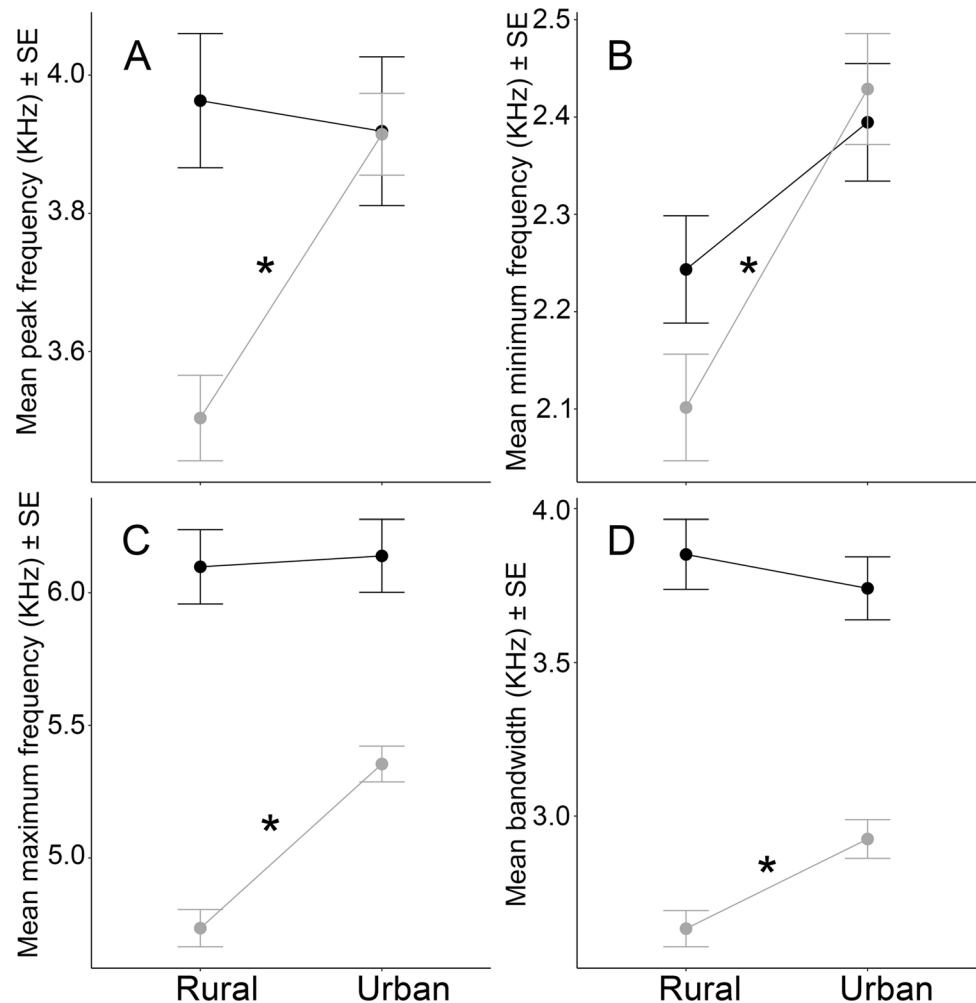 A
Mean peak frequency (KHz) ± SE
4.0
3.8
3.6
*
B
Mean minimum frequency (KHz) ± SE
2.5
2.4
2.3
2.2
2.1
*
C
Mean maximum frequency (KHz) ± SE
6.0
5.5
5.0
*
Rural Urban
D
Mean bandwidth (KHz) ± SE
4.0
3.5
3.0
*
Rural Urban